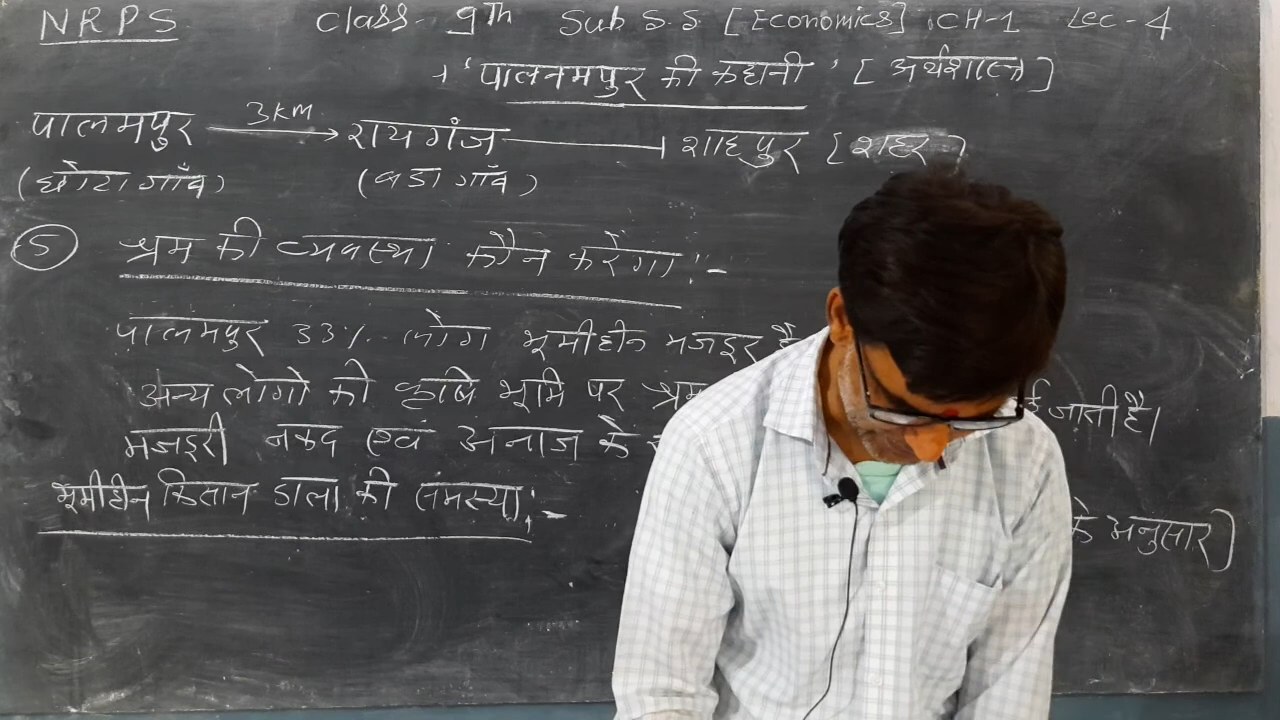 NRPS Class - 9Th Sub S.S [Economics] CH-1 Lec-4
'पालनमपुर की कहानी' [अर्थशास्त्र]
पालमपुर 3KM रायगंज शाहपुर [शहर]
(छोटा गाँव) (बडा गाँव)
5 श्रम की व्यवस्था कौन करेगा:-
पालमपुर 33% लोग भूमीहीन मजदूर है
अन्य लोगो की कृषि भूमि पर श्रम जाती है।
मजदूरी नकद एवं अनाज के
भूमीहीन किसान डाला की समस्या:-
के अनुसार)